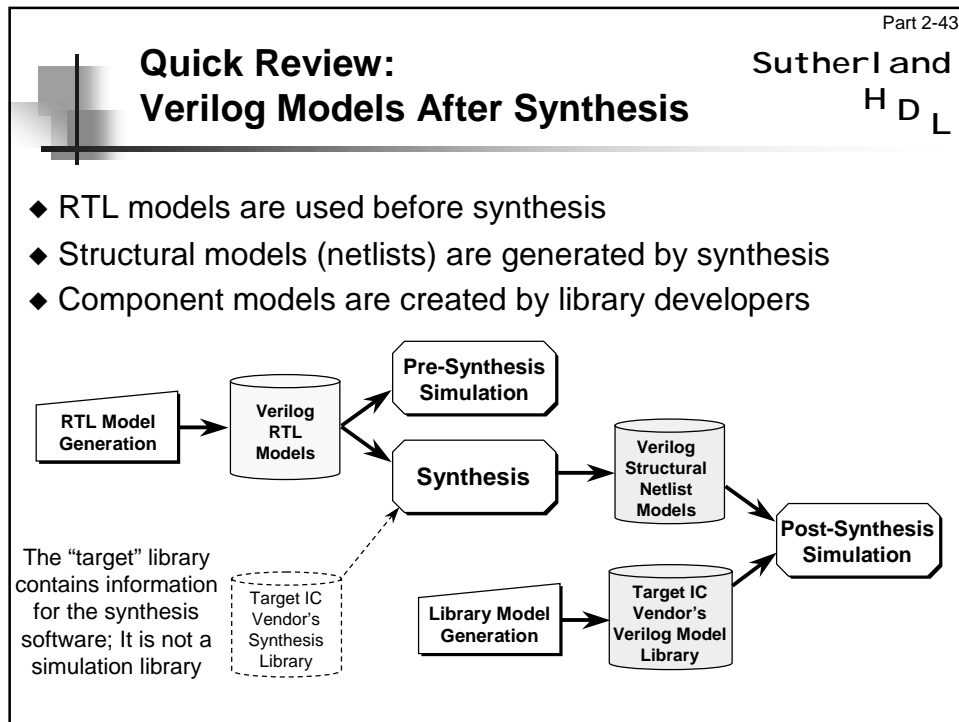 Part 2-43
Quick Review:
Verilog Models After Synthesis
Sutherland
H D L
◆ RTL models are used before synthesis
◆ Structural models (netlists) are generated by synthesis
◆ Component models are created by library developers
RTL Model
Generation
Verilog
RTL
Models
Pre-Synthesis
Simulation
Synthesis
Verilog
Structural
Netlist
Models
Post-Synthesis
Simulation
The “target” library
contains information
for the synthesis
software; It is not a
simulation library
Target IC
Vendor’s
Synthesis
Library
Library Model
Generation
Target IC
Vendor’s
Verilog Model
Library